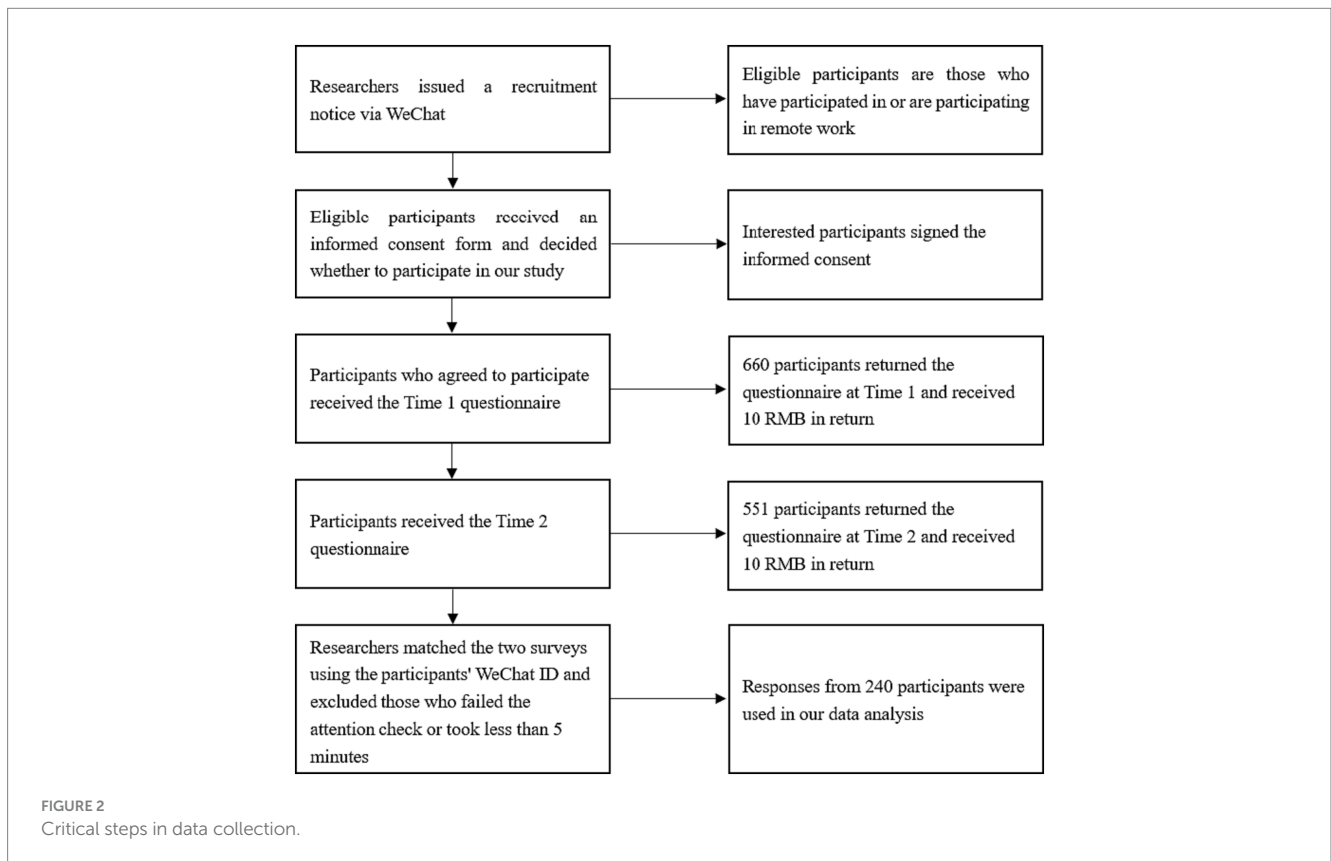 Researchers issued a recruitment
notice via WeChat
Eligible participants are those who
have participated in or are participating
in remote work
Eligible participants received an
informed consent form and decided
whether to participate in our study
Interested participants signed the
informed consent
Participants who agreed to participate
received the Time 1 questionnaire
660 participants returned the
questionnaire at Time 1 and received
10 RMB in return
Participants received the Time 2
questionnaire
551 participants returned the
questionnaire at Time 2 and received
10 RMB in return
Researchers matched the two surveys
using the participants' WeChat ID and
excluded those who failed the
attention check or took less than 5
minutes
Responses from 240 participants were
used in our data analysis
FIGURE 2
Critical steps in data collection.